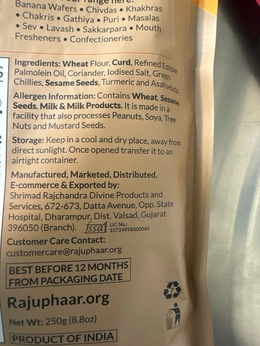 Banana Wafers • Chivdas • Khakhras
• Chakris • Gathiya • Puri • Masalas
• Sev • Lavash • Sakkarpara • Mouth
Fresheners • Confectioneries
Ingredients: Wheat Flour, Curd, Refined Edible
Palmolein Oil, Coriander, Iodised Salt, Green
Chillies, Sesame Seeds, Turmeric and Asafoetida
Allergen Information: Contains Wheat, Sesame
Seeds, Milk & Milk Products. It is made in a
facility that also processes Peanuts, Soya, Tree
Nuts and Mustard Seeds.
Storage: Keep in a cool and dry place, away from
direct sunlight. Once opened transfer it to an
airtight container.
Manufactured, Marketed, Distributed,
E-commerce & Exported by:
Shrimad Rajchandra Divine Products and
Services, 672-673, Datta Avenue, Opp. State
Hospital, Dharampur, Dist. Valsad, Gujarat
396050 (Branch). fssai LIC No. 10724998000040
Customer Care Contact:
customercare@rajuphaar.org
BEST BEFORE 12 MONTHS
FROM PACKAGING DATE
Rajuphaar.org
Net Wt: 250g (8.8oz)
PRODUCT OF INDIA